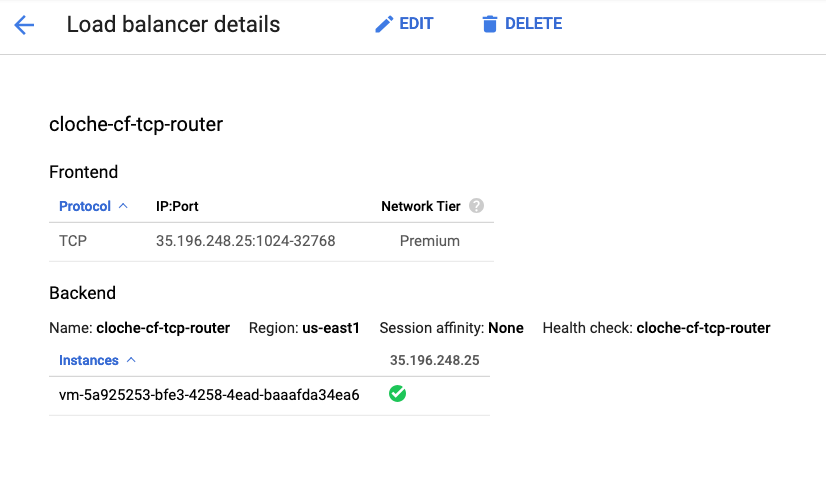 Load balancer details EDIT DELETE
cloche-cf-tcp-router
Frontend
Protocol IP:Port Network Tier ?
TCP 35.196.248.25:1024-32768 Premium
Backend
Name: cloche-cf-tcp-router Region: us-east1 Session affinity: None Health check: cloche-cf-tcp-router
Instances 35.196.248.25
vm-5a925253-bfe3-4258-4ead-baaafda34ea6